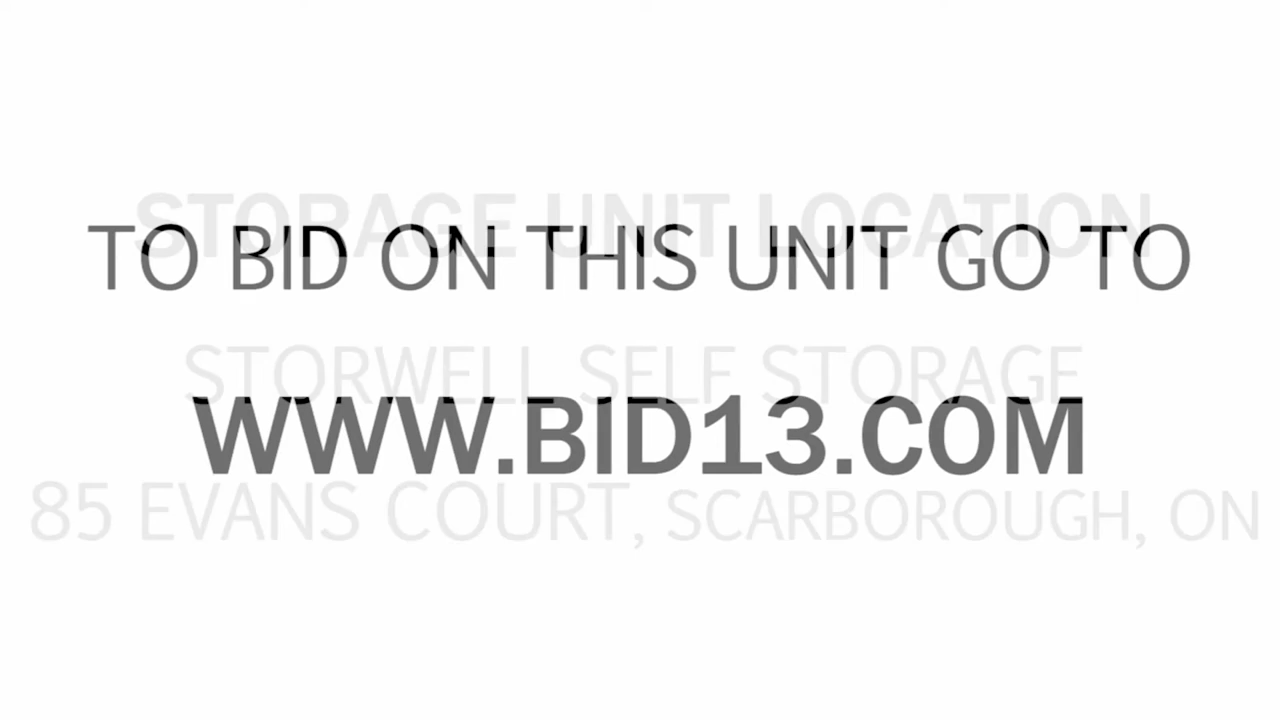 STORAGE UNIT LOCATION
TO BID ON THIS UNIT GO TO
STORWELL SELF STORAGE
WWW.BID13.COM
85 EVANS COURT, SCARBOROUGH, ON